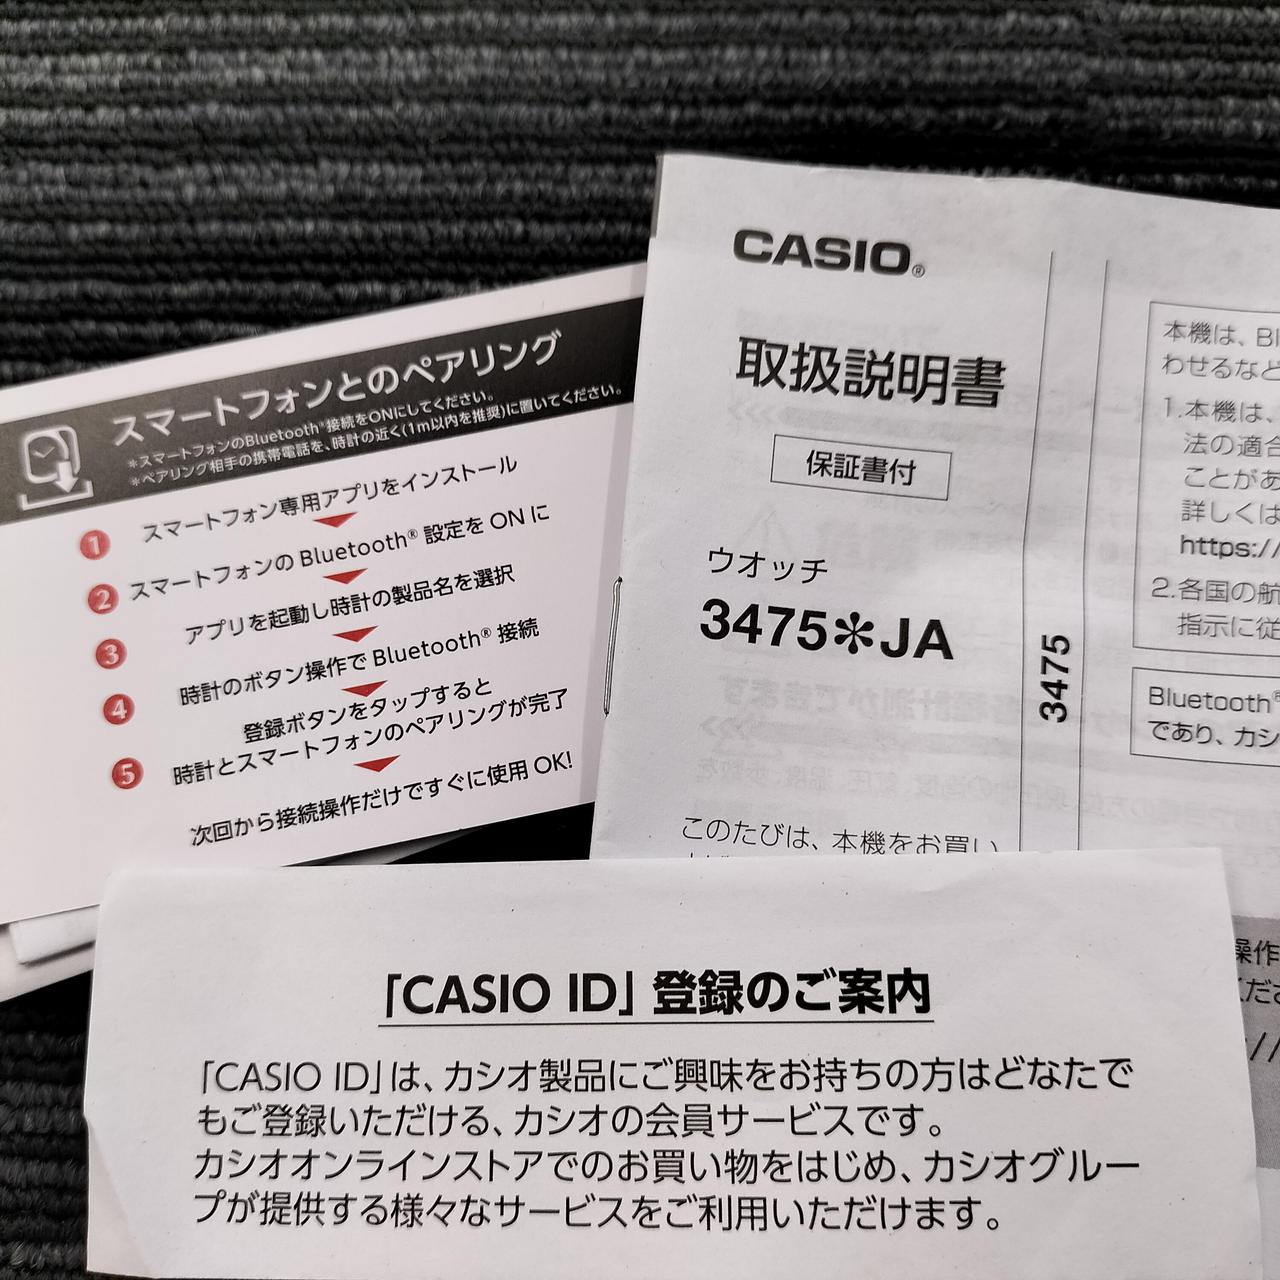 スマートフォンとのペアリング
＊スマートフォンのBluetooth®接続をONにしてください。
＊ペアリング相手の携帯電話を、時計の近く(1m以内を推奨)に置いてください。
1 スマートフォン専用アプリをインストール
2 スマートフォンの Bluetooth® 設定を ON に
3 アプリを起動し時計の製品名を選択
4 時計のボタン操作で Bluetooth® 接続
登録ボタンをタップすると
5 時計とスマートフォンのペアリングが完了
次回から接続操作だけですぐに使用 OK!
CASIO®
取扱説明書
保証書付
ウオッチ
3475✻JA
このたびは、本機をお買い
3475
本機は、Bl
わせるなど
1.本機は、
法の適合
ことがあ
詳しくは
https://
2.各国の航
指示に従
Bluetooth®
であり、カシ
操作
くださ
//
「CASIO ID」登録のご案内
「CASIO ID」は、カシオ製品にご興味をお持ちの方はどなたで
もご登録いただける、カシオの会員サービスです。
カシオオンラインストアでのお買い物をはじめ、カシオグルー
プが提供する様々なサービスをご利用いただけます。